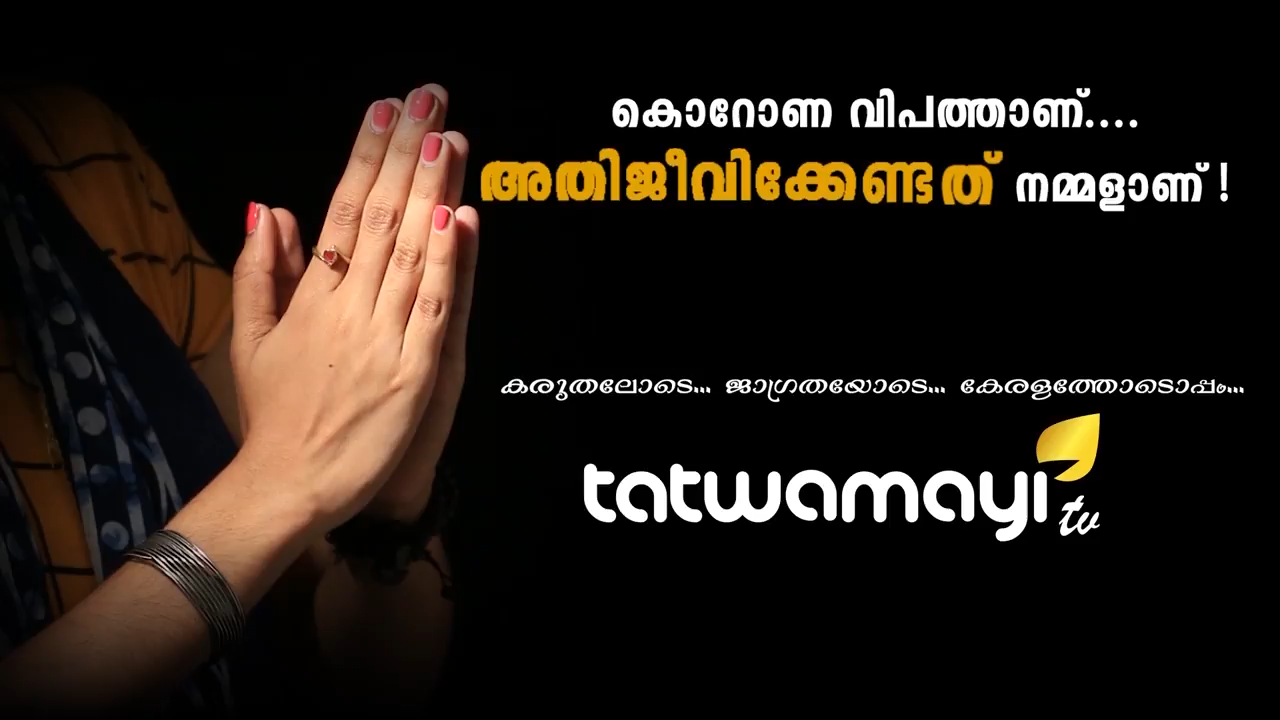 കൊറോണ വിപത്താണ്....
അതിജീവിക്കേണ്ടത് നമ്മളാണ് !
കരുതലോടെ... ജാഗ്രതയോടെ... കേരളത്തോടൊപ്പം...
tatwamayi
tv